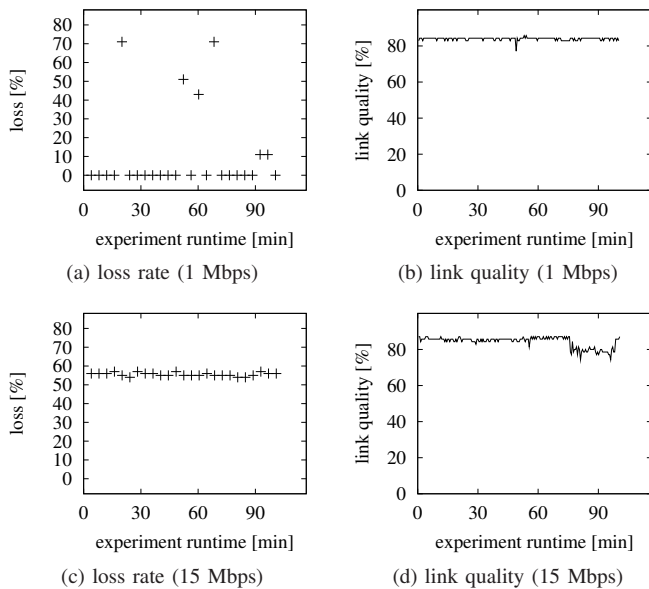 80
70
60
50
40
30
20
10
0
loss [%]
0 30 60 90
experiment runtime [min]
(a) loss rate (1 Mbps)
80
60
40
20
0
link quality [%]
0 30 60 90
experiment runtime [min]
(b) link quality (1 Mbps)
80
70
60
50
40
30
20
10
0
loss [%]
0 30 60 90
experiment runtime [min]
(c) loss rate (15 Mbps)
80
60
40
20
0
link quality [%]
0 30 60 90
experiment runtime [min]
(d) link quality (15 Mbps)